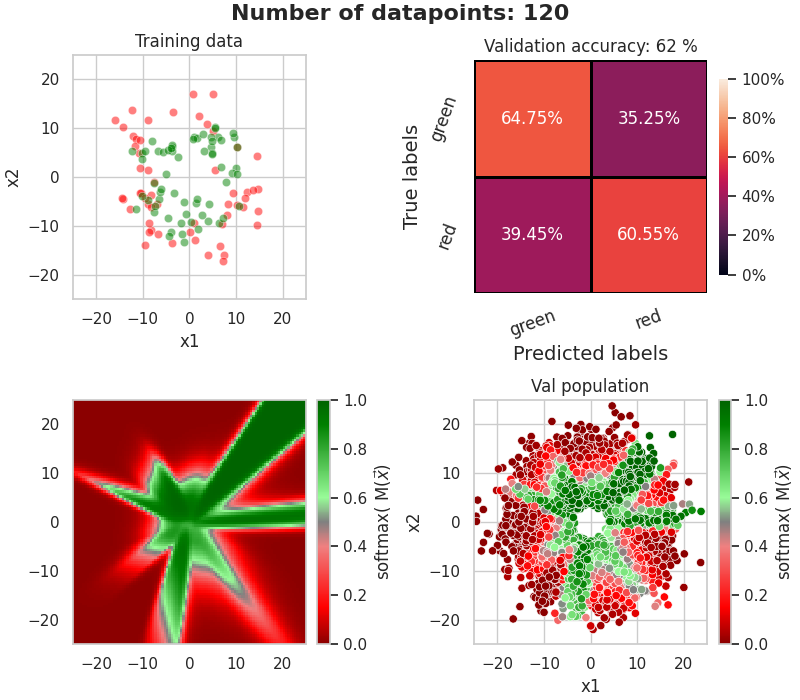 Number of datapoints: 120
Training data
20
10
0
−10
−20
x2
−20 −10 0 10 20
x1
Validation accuracy: 62 %
True labels
green
red
64.75% 35.25%
39.45% 60.55%
green red
Predicted labels
100%
80%
60%
40%
20%
0%
20
10
0
−10
−20
−20 −10 0 10 20
1.0
0.8
0.6
0.4
0.2
0.0
softmax( M(x⃗)
Val population
20
10
0
−10
−20
x2
−20 −10 0 10 20
x1
1.0
0.8
0.6
0.4
0.2
0.0
softmax( M(x⃗)